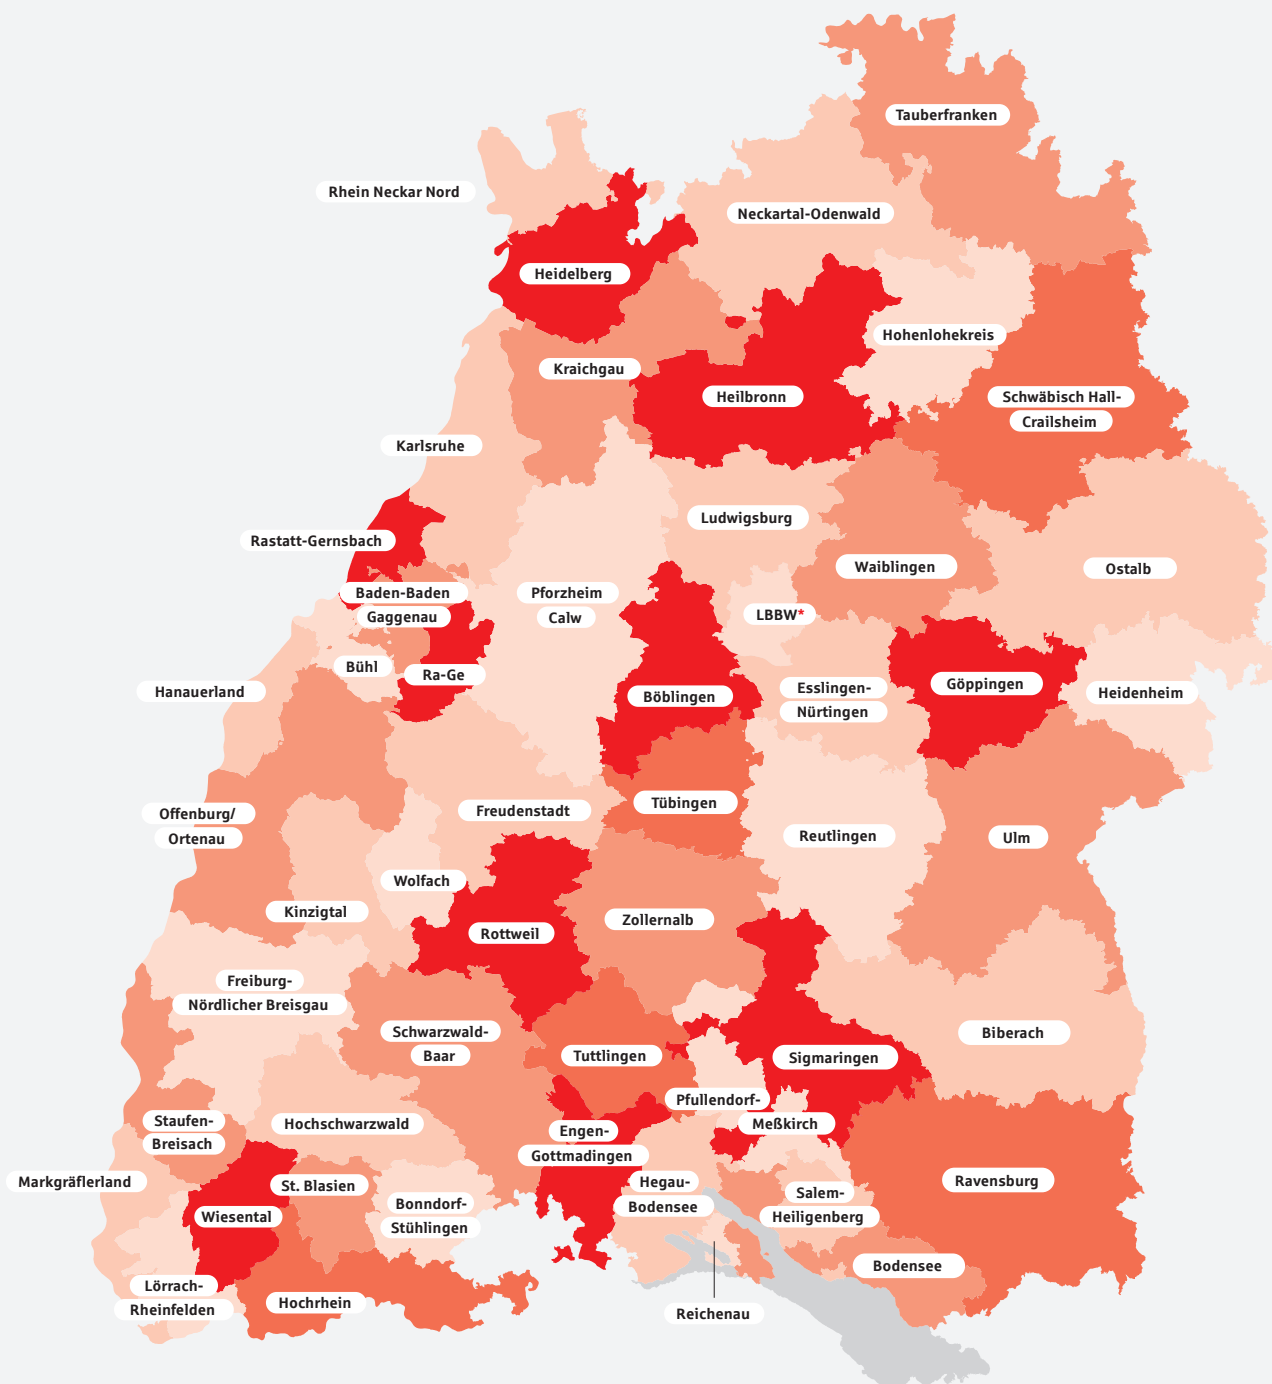 Tauberfranken
Rhein Neckar Nord
Neckartal-Odenwald
Heidelberg
Hohenlohekreis
Kraichgau
Heilbronn
Schwäbisch Hall-
Crailsheim
Karlsruhe
Ludwigsburg
Rastatt-Gernsbach
Waiblingen
Ostalb
Baden-Baden
Gaggenau
Pforzheim
Calw
LBBW*
Bühl
Ra-Ge
Hanauerland
Böblingen
Esslingen-
Nürtingen
Göppingen
Heidenheim
Offenburg/
Ortenau
Freudenstadt
Tübingen
Reutlingen
Ulm
Wolfach
Kinzigtal
Rottweil
Zollernalb
Freiburg-
Nördlicher Breisgau
Schwarzwald-
Baar
Tuttlingen
Sigmaringen
Biberach
Pfullendorf-
Meßkirch
Staufen-
Breisach
Hochschwarzwald
Engen-
Gottmadingen
Markgräflerland
St. Blasien
Hegau-
Bodensee
Ravensburg
Wiesental
Bonndorf-
Stühlingen
Salem-
Heiligenberg
Bodensee
Lörrach-
Rheinfelden
Hochrhein
Reichenau